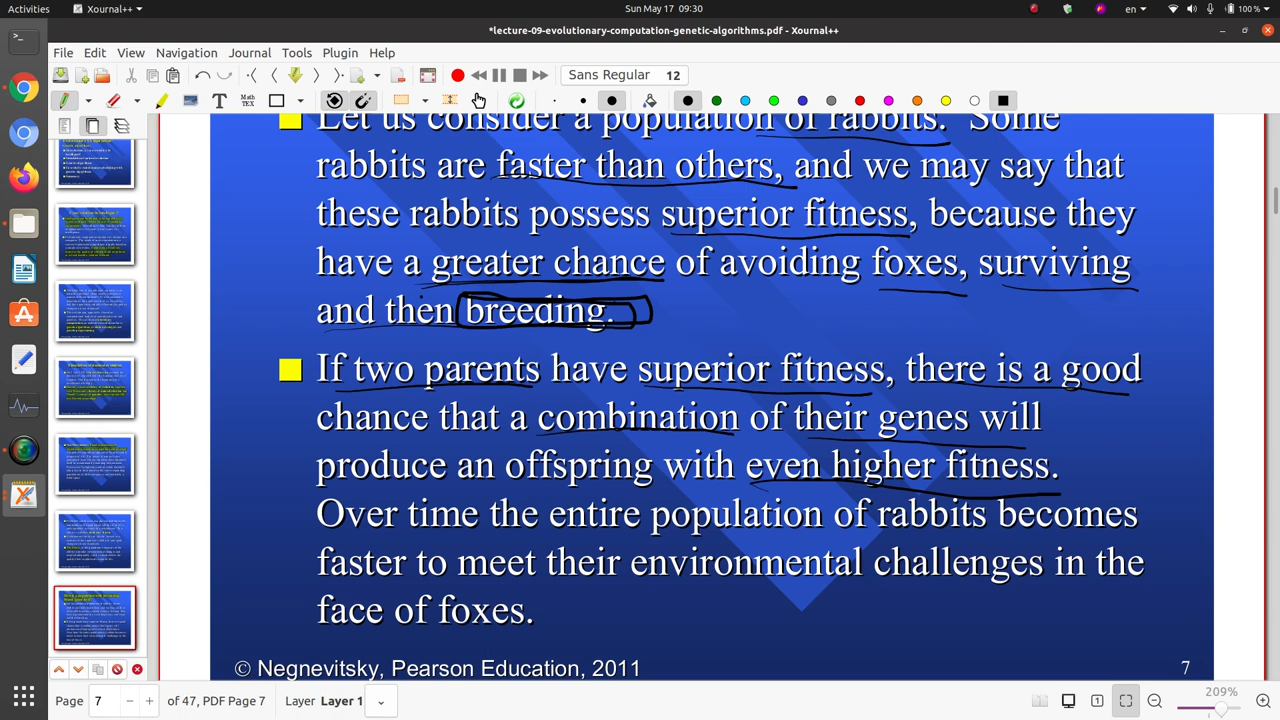 Activities
Xournal++
Sun May 17 09:30
en
100 %
*lecture-09-evolutionary-computation-genetic-algorithms.pdf - Xournal++
File Edit View Navigation Journal Tools Plugin Help
Sans Regular 12
Let us consider a population of rabbits. Some
rabbits are faster than others, and we may say that
these rabbits possess superior fitness, because they
have a greater chance of avoiding foxes, surviving
and then breeding.
If two parents have superior fitness, there is a good
chance that a combination of their genes will
produce an offspring with even higher fitness.
Over time the entire population of rabbits becomes
faster to meet their environmental challenges in the
face of foxes.
© Negnevitsky, Pearson Education, 2011
7
Page 7 of 47, PDF Page 7 Layer Layer 1
209%